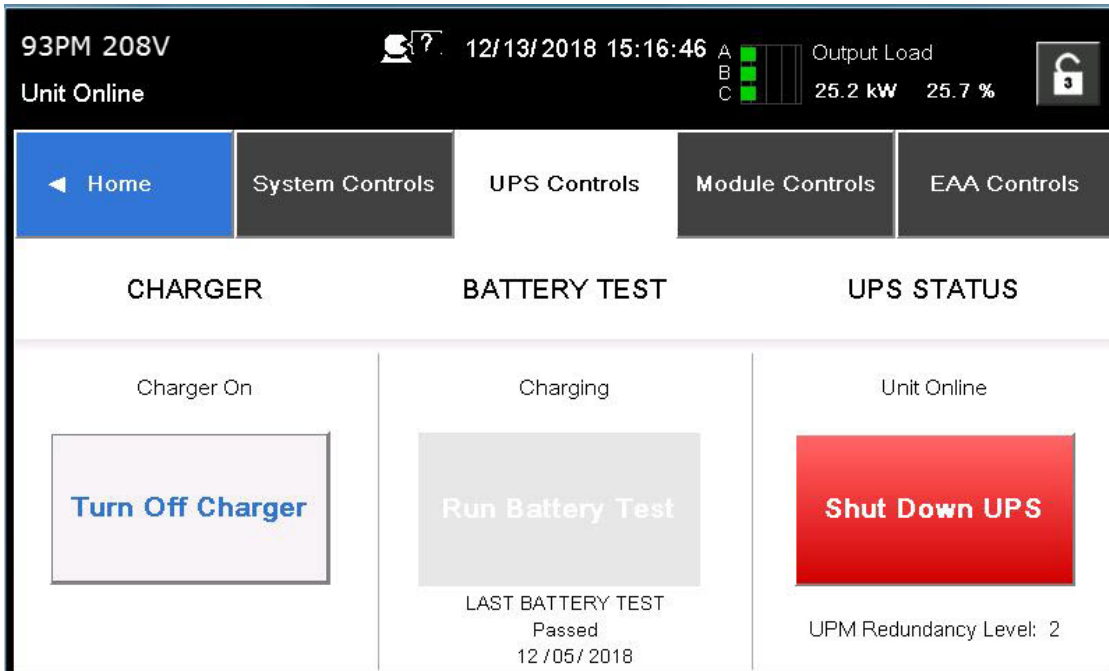 93PM 208V
?
12/13/2018 15:16:46
A
B
C
Output Load
25.2 kW 25.7 %
3
Unit Online
◄ Home
System Controls
UPS Controls
Module Controls
EAA Controls
CHARGER
BATTERY TEST
UPS STATUS
Charger On
Charging
Unit Online
Turn Off Charger
Run Battery Test
Shut Down UPS
LAST BATTERY TEST
Passed
12/05/2018
UPM Redundancy Level: 2